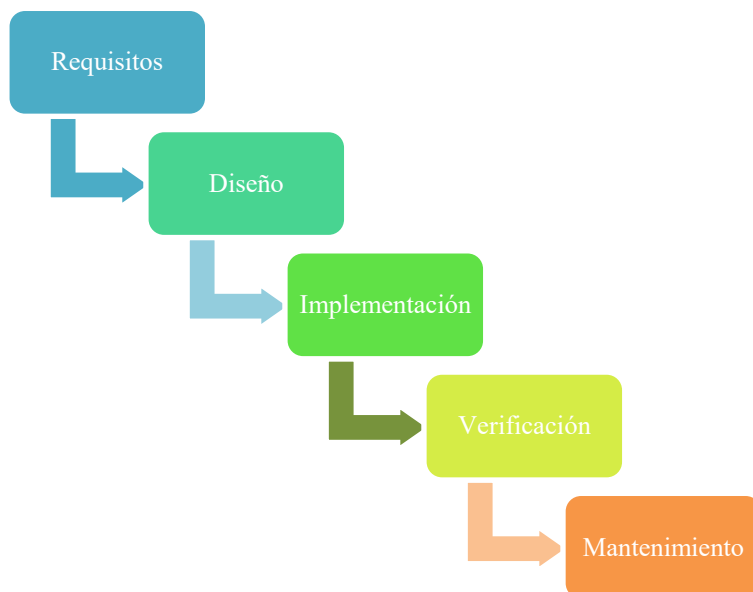 Requisitos
Diseño
Implementación
Verificación
Mantenimiento